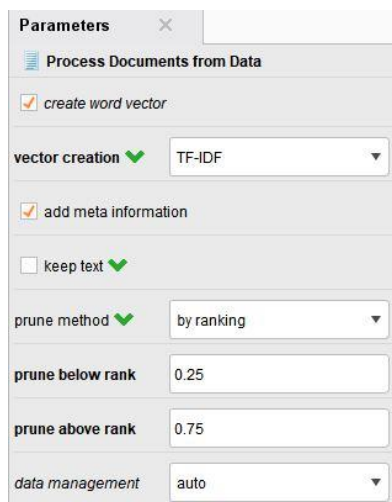 Parameters
Process Documents from Data
create word vector
vector creation TF-IDF
add meta information
keep text
prune method by ranking
prune below rank 0.25
prune above rank 0.75
data management auto